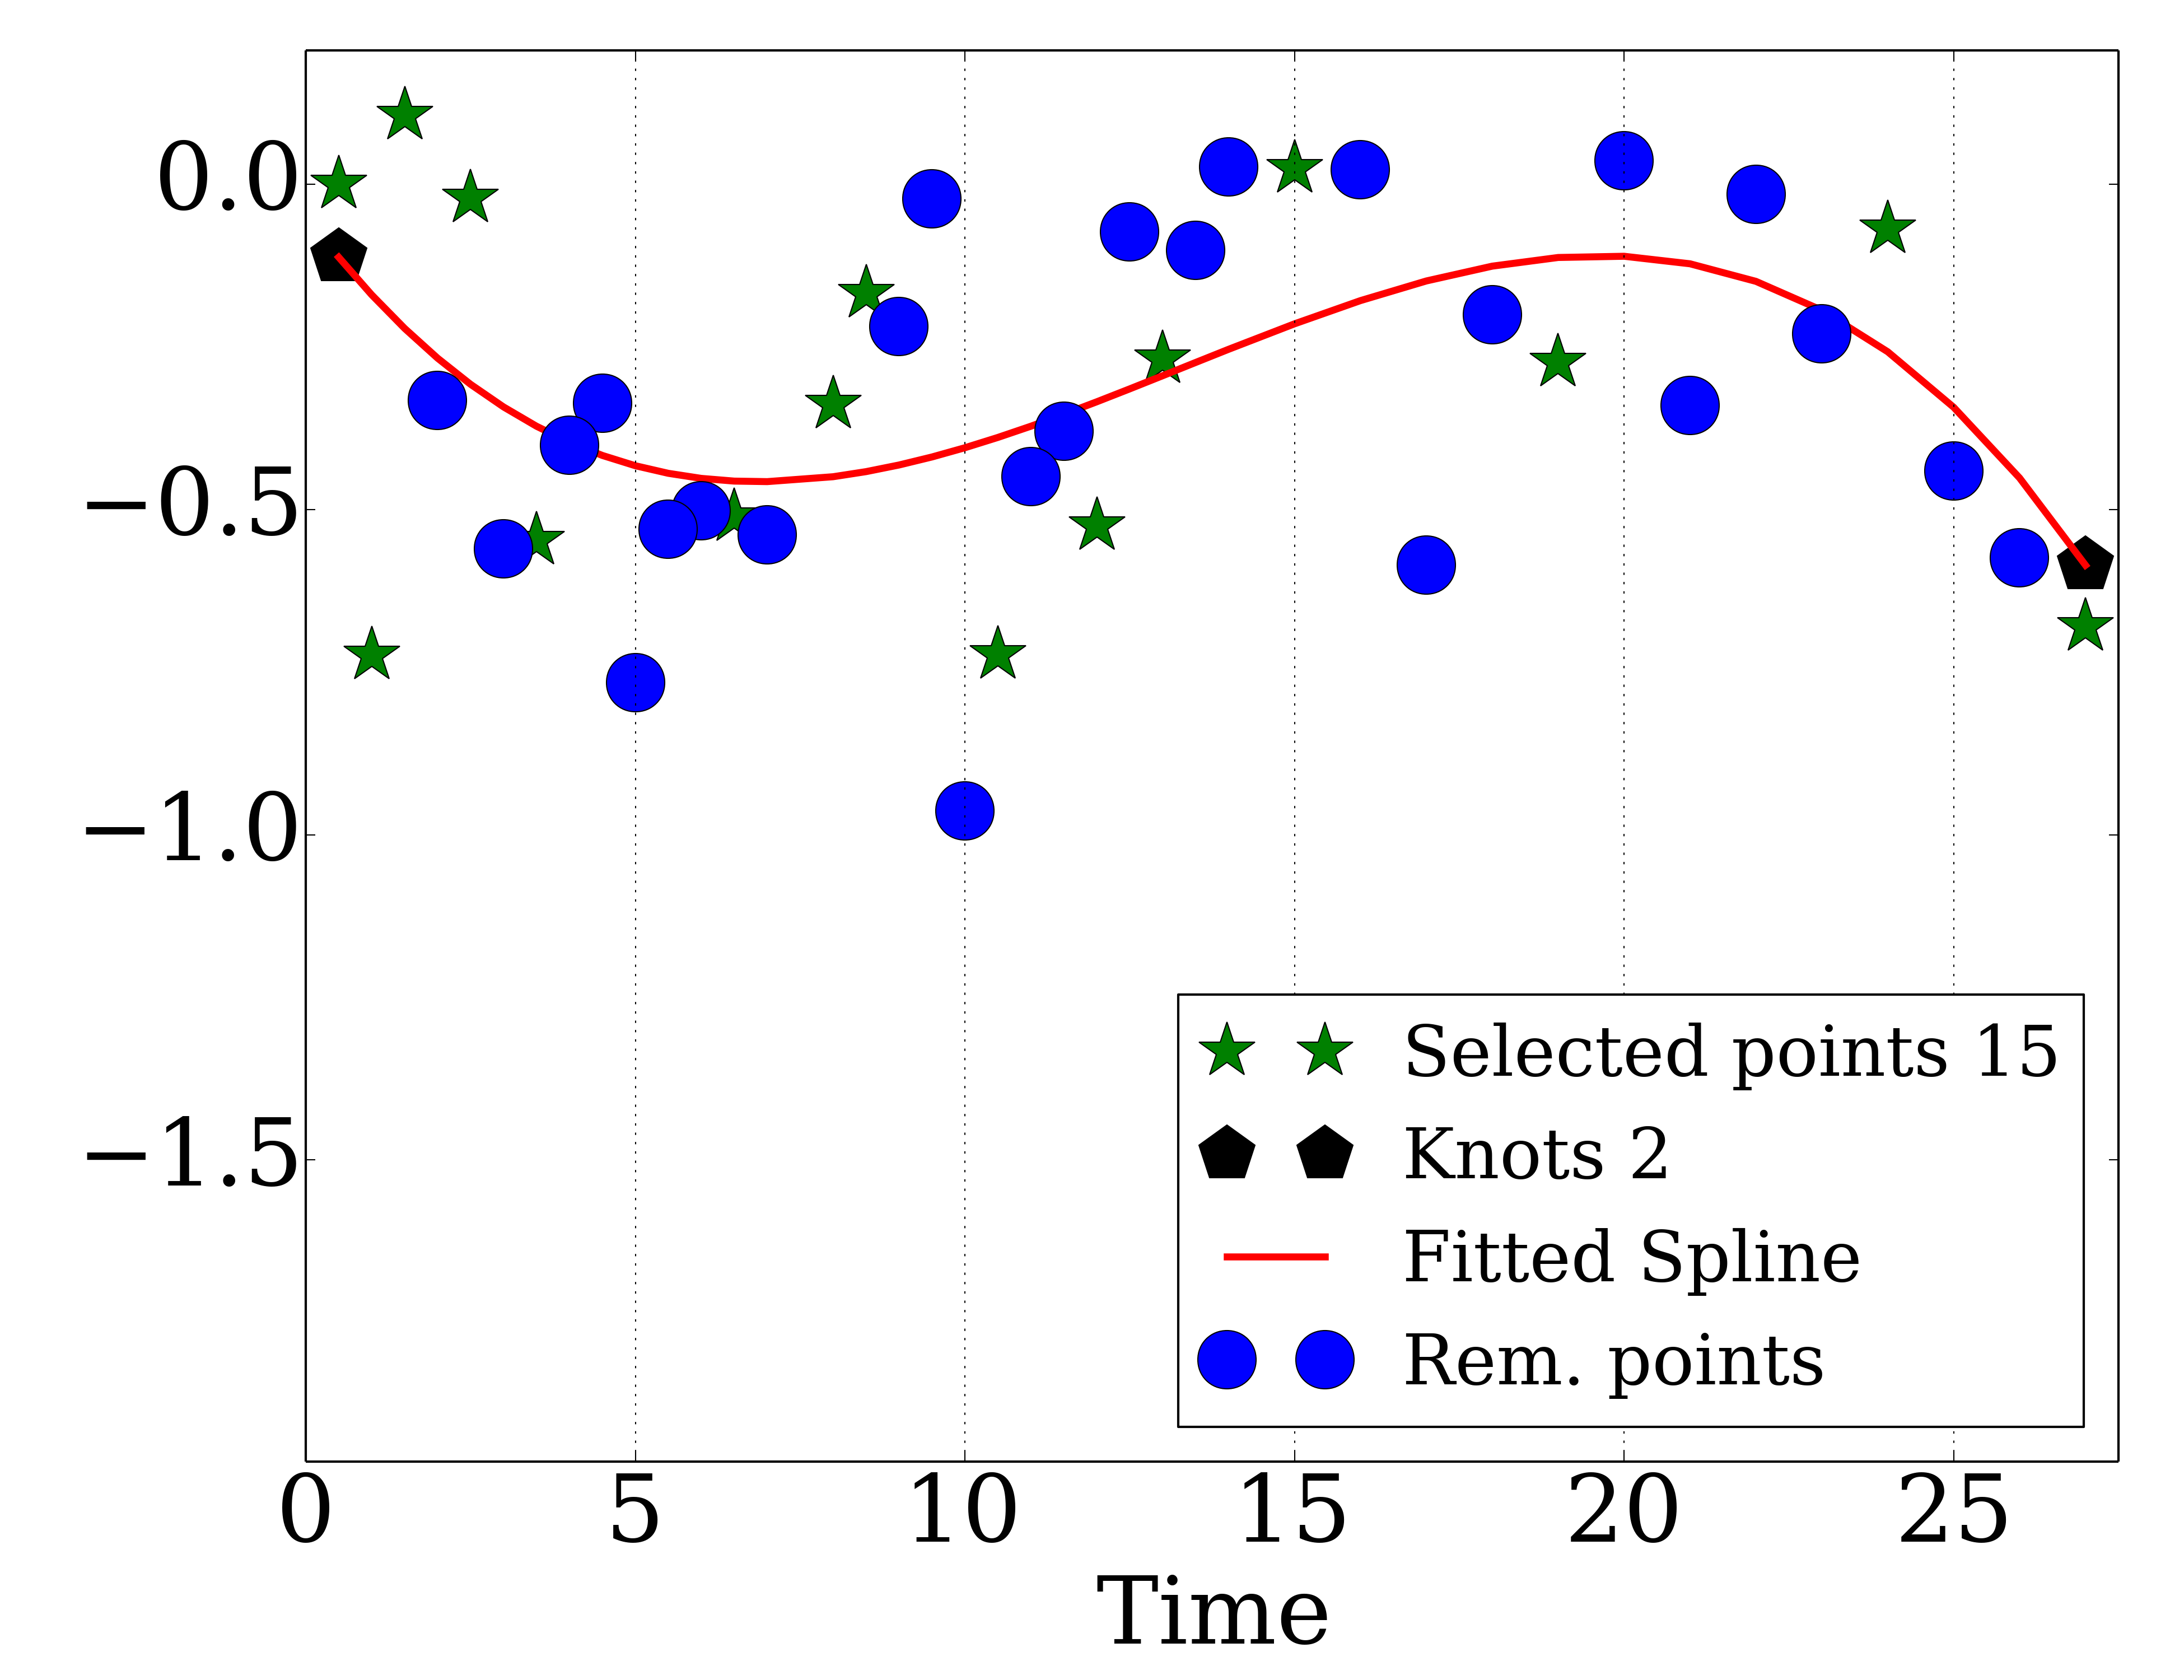 0.0
−0.5
−1.0
−1.5
Selected points 15
Knots 2
Fitted Spline
Rem. points
0 5 10 15 20 25
Time